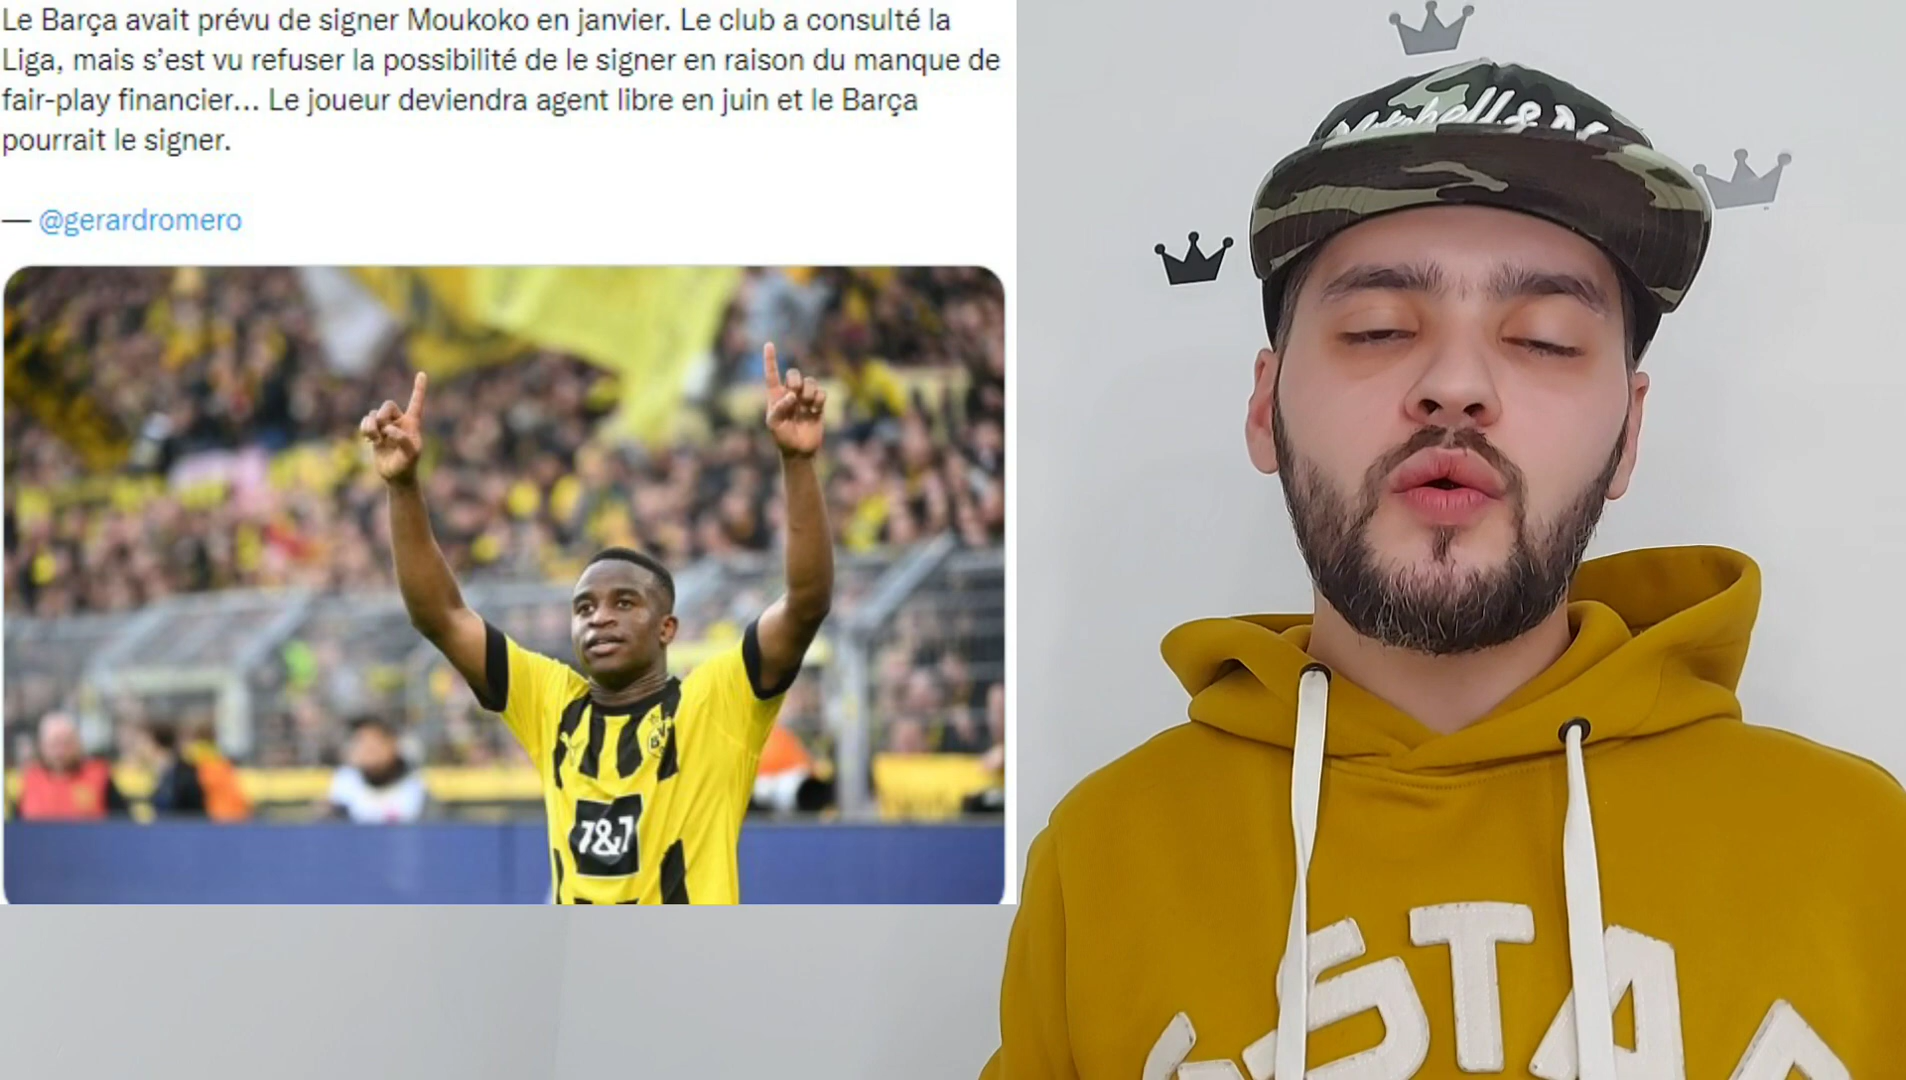 Le Barça avait prévu de signer Moukoko en janvier. Le club a consulté la
Liga, mais s’est vu refuser la possibilité de le signer en raison du manque de
fair-play financier... Le joueur deviendra agent libre en juin et le Barça
pourrait le signer.
— @gerardromero
1&1
Mitchell & N
STA